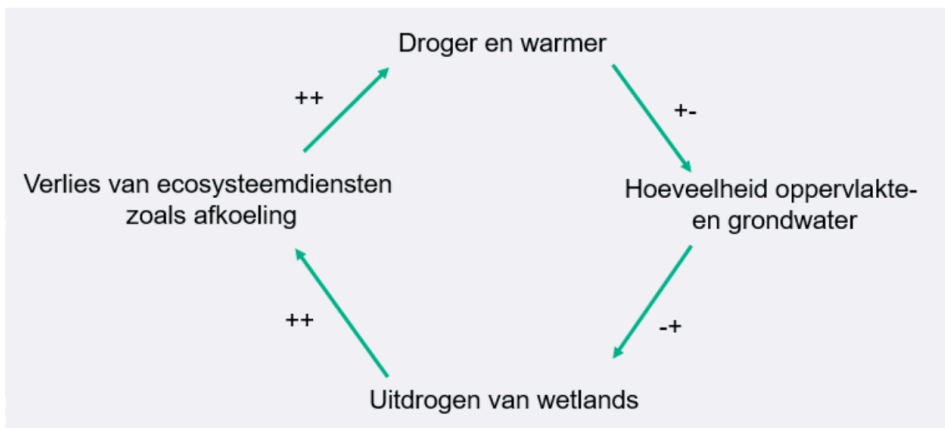 Droger en warmer
++
+-
Verlies van ecosysteemdiensten
zoals afkoeling
Hoeveelheid oppervlakte-
en grondwater
++
-+
Uitdrogen van wetlands